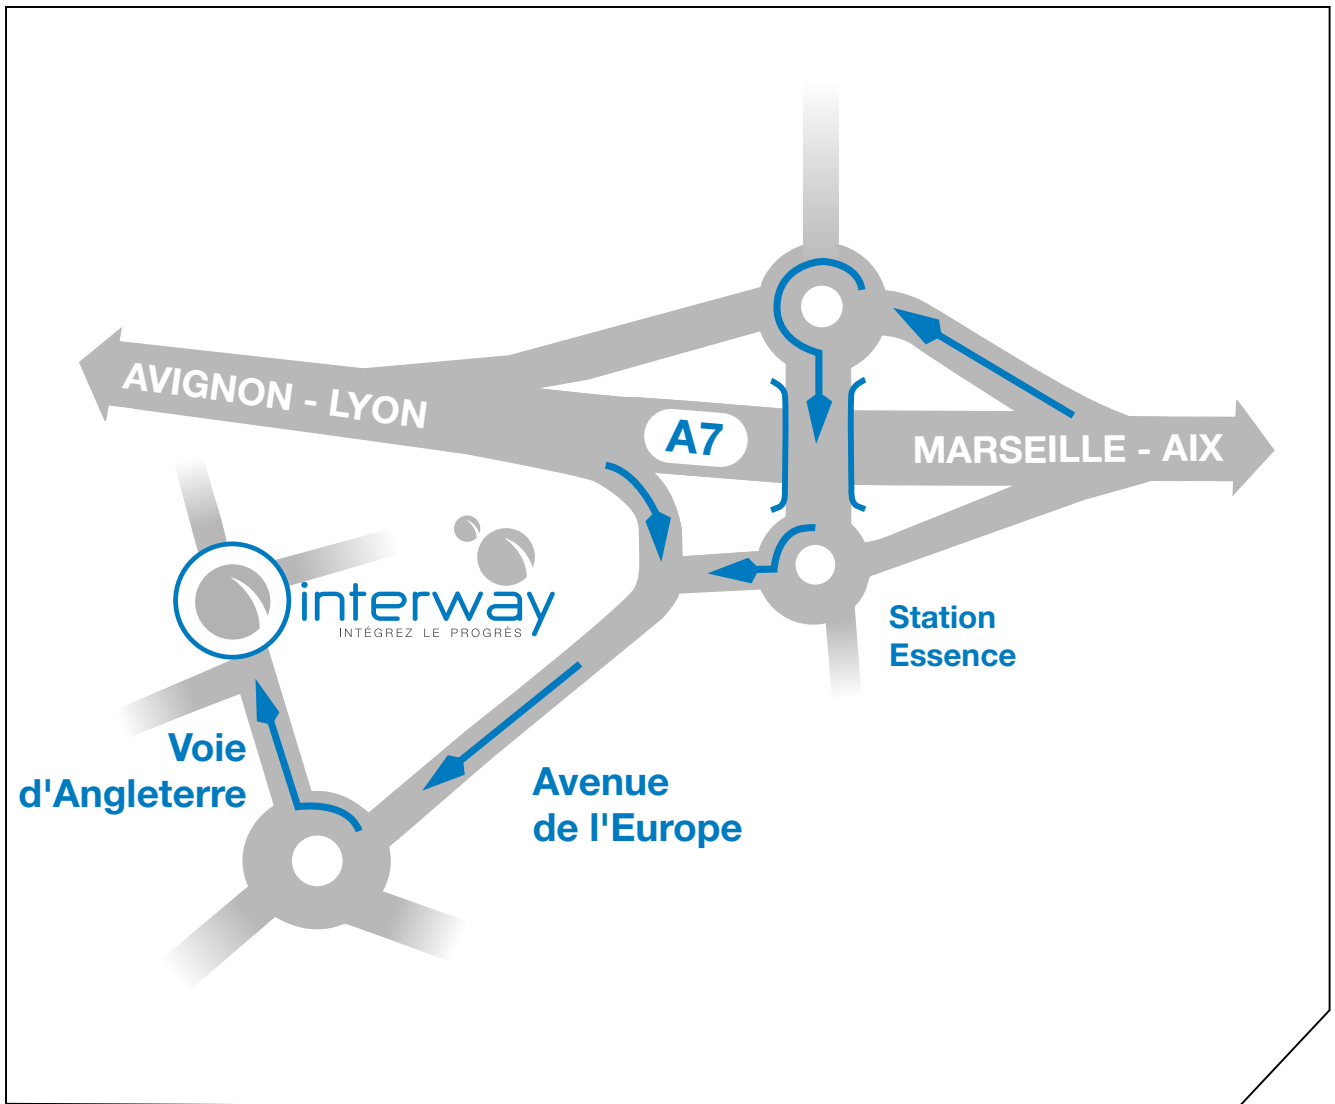 AVIGNON - LYON
A7
MARSEILLE - AIX
interway
INTÉGREZ LE PROGRÈS
Station
Essence
Voie
d'Angleterre
Avenue
de l'Europe